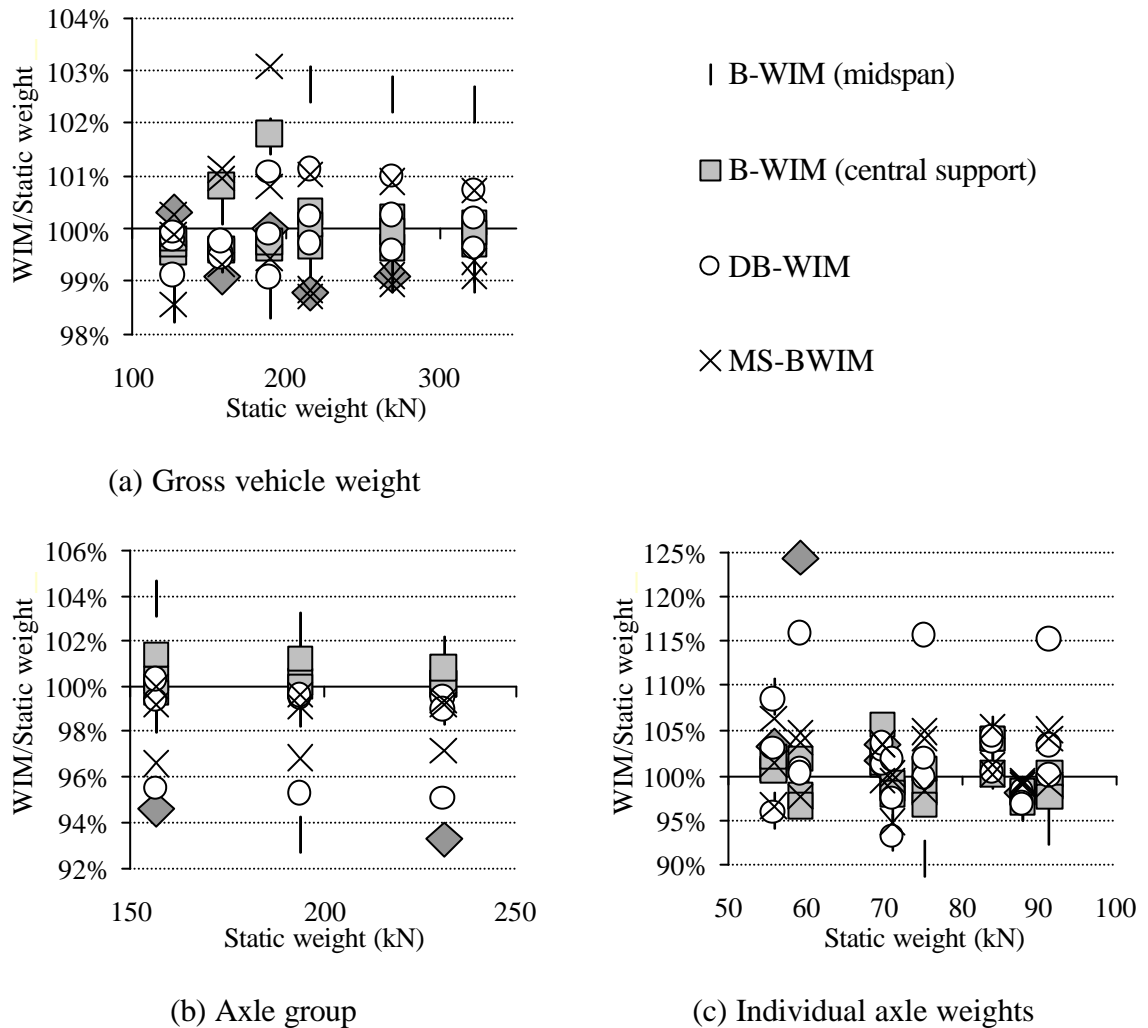 104%
103%
102%
101%
100%
99%
98%
WIM/Static weight
100 200 300
Static weight (kN)
(a) Gross vehicle weight
B-WIM (midspan)
B-WIM (central support)
DB-WIM
MS-BWIM
106%
104%
102%
100%
98%
96%
94%
92%
WIM/Static weight
150 200 250
Static weight (kN)
(b) Axle group
125%
120%
115%
110%
105%
100%
95%
90%
WIM/Static weight
50 60 70 80 90 100
Static weight (kN)
(c) Individual axle weights